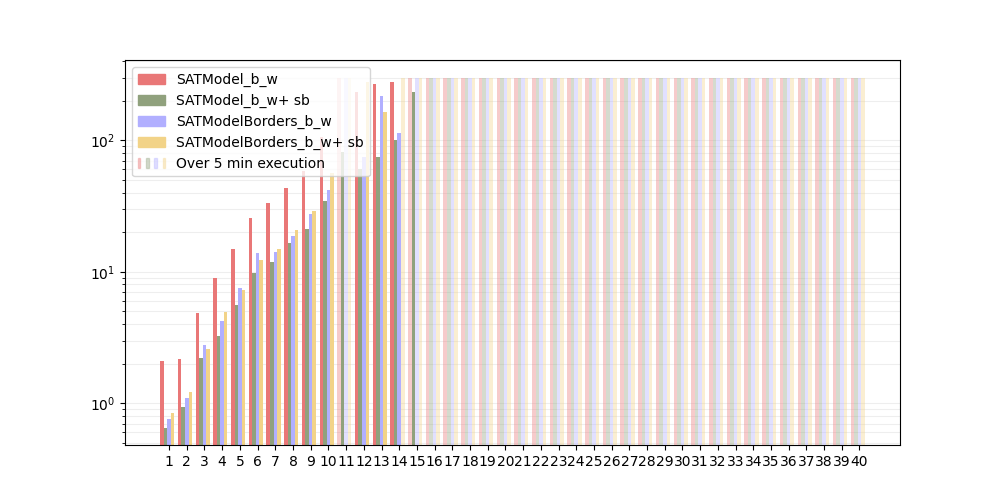 SATModel_b_w
SATModel_b_w+ sb
SATModelBorders_b_w
SATModelBorders_b_w+ sb
Over 5 min execution
10²
10¹
10⁰
1 2 3 4 5 6 7 8 9 10 11 12 13 14 15 16 17 18 19 20 21 22 23 24 25 26 27 28 29 30 31 32 33 34 35 36 37 38 39 40